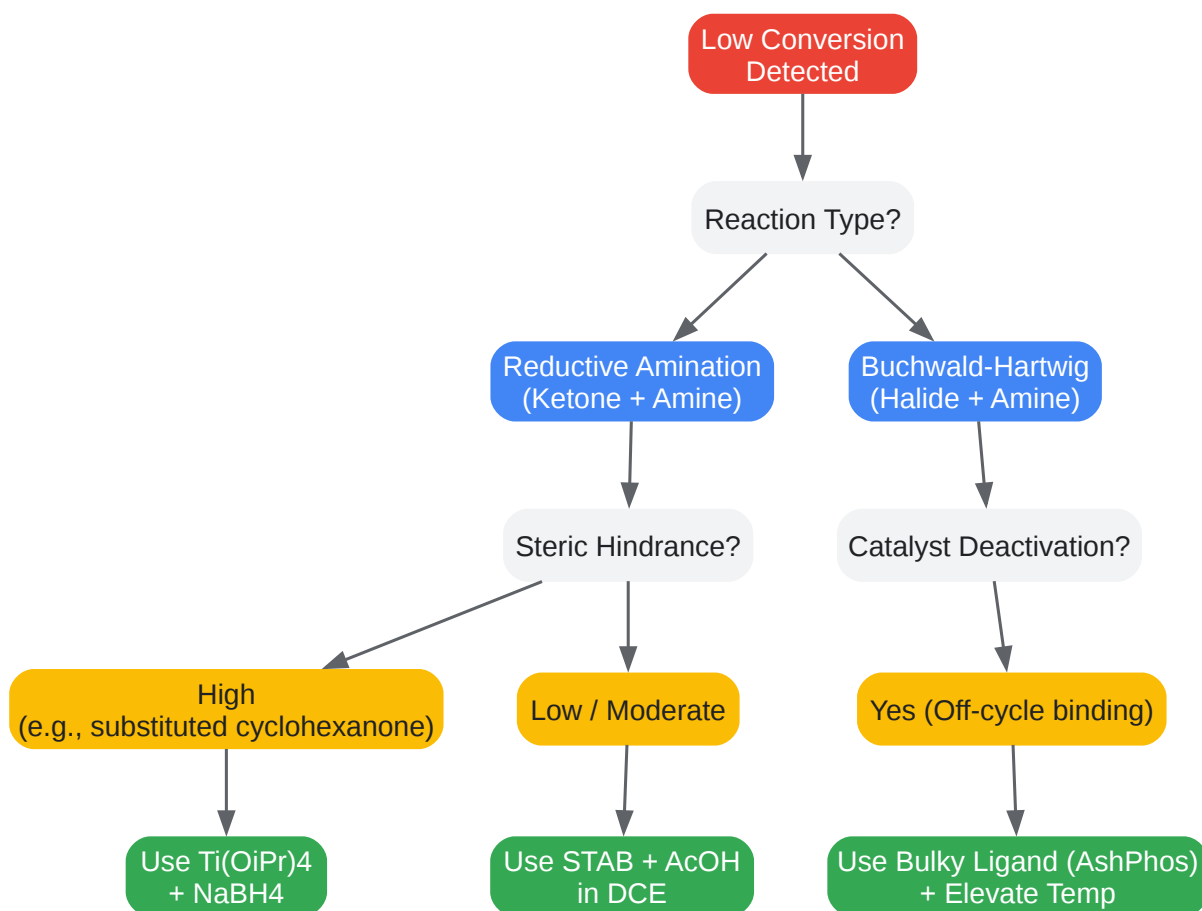 Low Conversion
Detected
Reaction Type?
Reductive Amination
(Ketone + Amine)
Buchwald-Hartwig
(Halide + Amine)
Steric Hindrance?
Catalyst Deactivation?
High
(e.g., substituted cyclohexanone)
Low / Moderate
Yes (Off-cycle binding)
Use Ti(OiPr)4
+ NaBH4
Use STAB + AcOH
in DCE
Use Bulky Ligand (AshPhos)
+ Elevate Temp